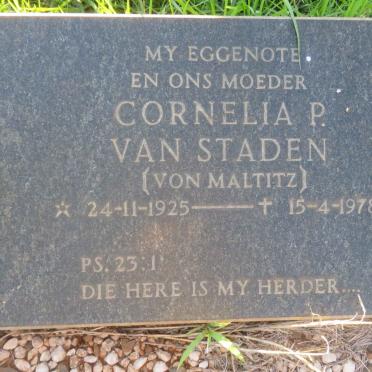 MY EGGENOTE
EN ONS MOEDER
CORNELIA P.
VAN STADEN
(VON MALTITZ)
☆ 24-11-1925 — ✝ 15-4-1978
PS. 23:1
DIE HERE IS MY HERDER....